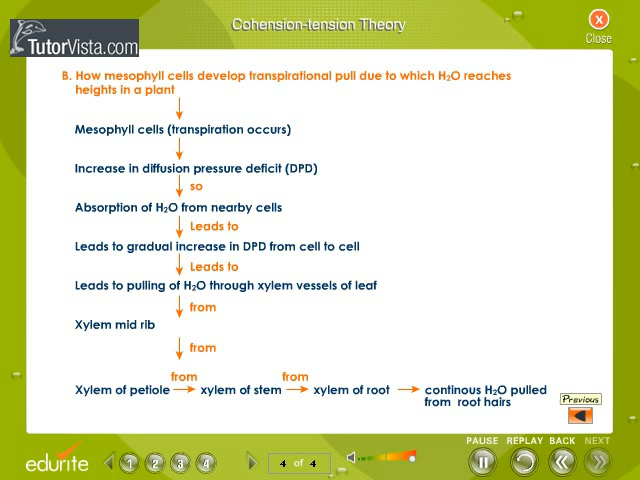 Cohension-tension Theory
x
Close
TutorVista.com
B. How mesophyll cells develop transpirational pull due to which H₂O reaches
heights in a plant
Mesophyll cells (transpiration occurs)
Increase in diffusion pressure deficit (DPD)
so
Absorption of H₂O from nearby cells
Leads to
Leads to gradual increase in DPD from cell to cell
Leads to
Leads to pulling of H₂O through xylem vessels of leaf
from
Xylem mid rib
from
from from
Xylem of petiole xylem of stem xylem of root continous H₂O pulled
from root hairs
Previous
PAUSE REPLAY BACK NEXT
edurite 1 2 3 4 4 of 4